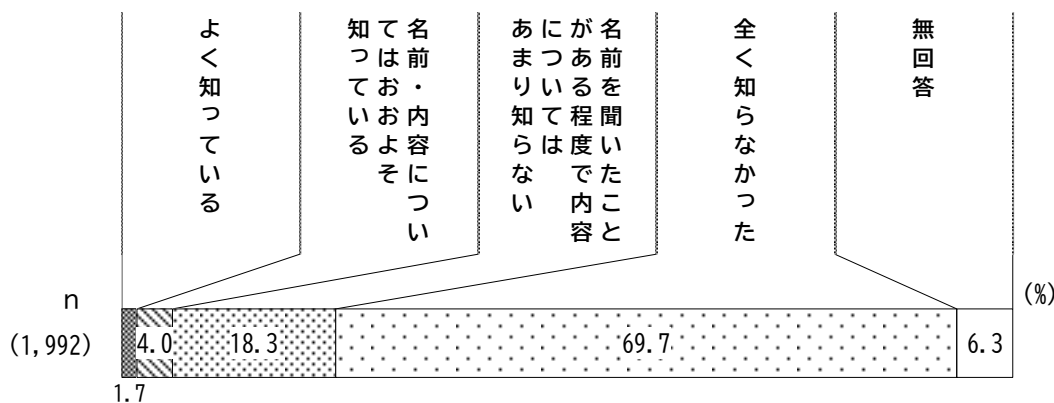 よく知っている
名前・内容につい
てはおおよそ
知っている
名前を聞いたこと
がある程度で内容
については
あまり知らない
全く知らなかった
無回答
n
(%)
(1,992)
4.0
18.3
69.7
6.3
1.7